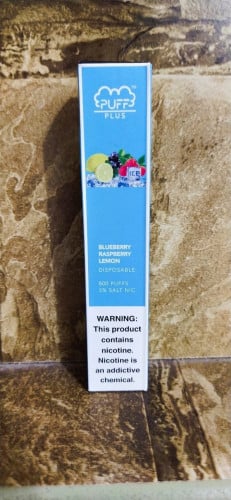 PUFF
PLUS
ICE
BLUEBERRY
RASPBERRY
LEMON
DISPOSABLE
800 PUFFS
5% SALT NIC
WARNING:
This product
contains
nicotine.
Nicotine is
an addictive
chemical.